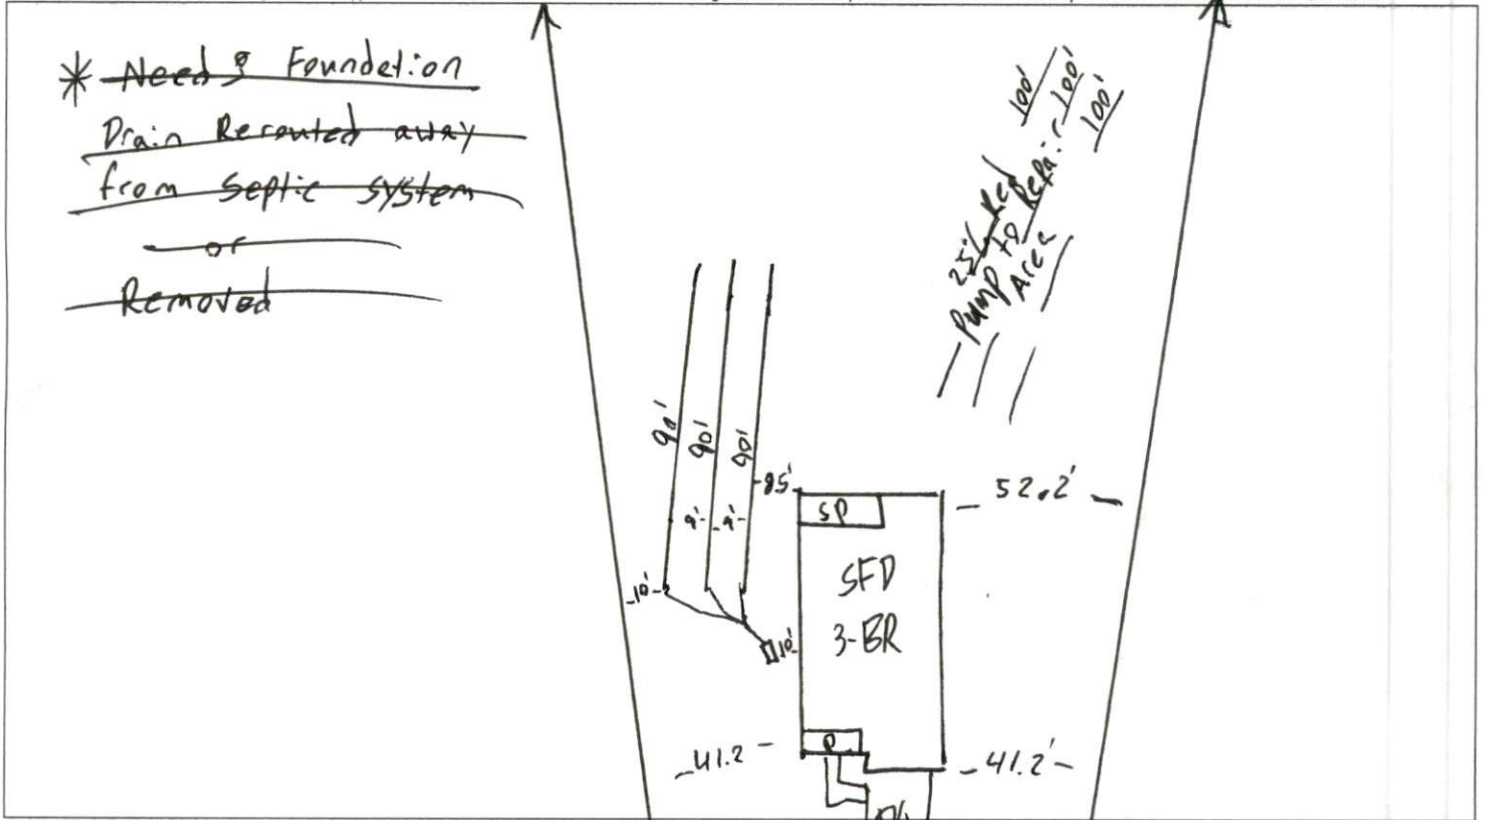 * Needs Foundation
Drain Rerouted away
from Septic system
or
Removed
100'
100'
100'
25% Red
Pump to Repair
Area
90'
90'
90'
-85'-
9'-
-9'-
-10'-
10'-
SP
SFD
3-BR
P
- 52.2' -
-41.2-
-41.2'-